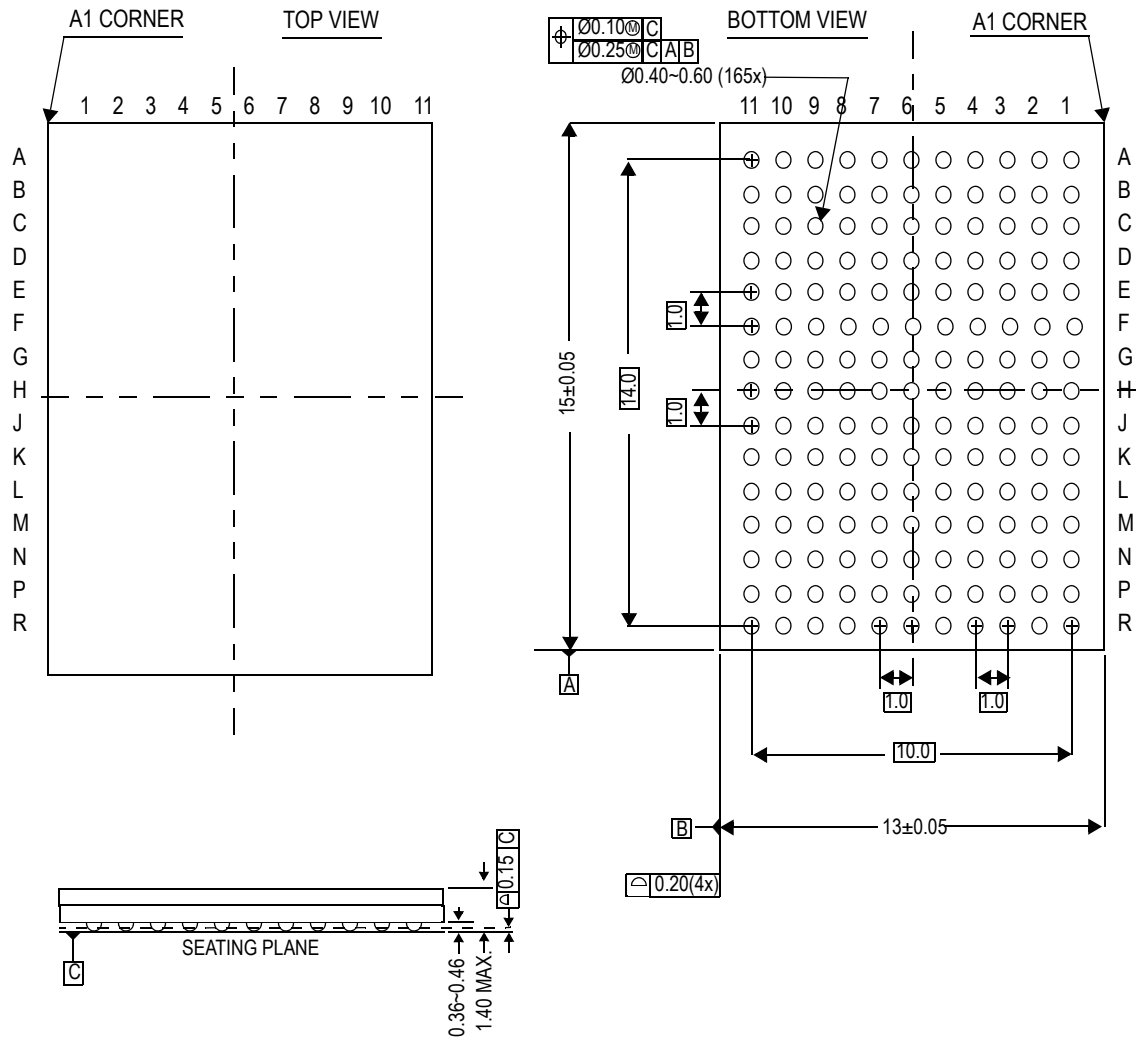 A1 CORNER
TOP VIEW
1 2 3 4 5 6 7 8 9 10 11
A
B
C
D
E
F
G
H
J
K
L
M
N
P
R
Ø0.10Ⓜ C
Ø0.25Ⓜ C A B
Ø0.40~0.60 (165x)
BOTTOM VIEW
A1 CORNER
11 10 9 8 7 6 5 4 3 2 1
A
B
C
D
E
F
G
H
J
K
L
M
N
P
R
1.0
15±0.05
14.0
1.0
A
1.0
1.0
10.0
B
13±0.05
0.20(4x)
0.15 C
SEATING PLANE
C
0.36~0.46
1.40 MAX.